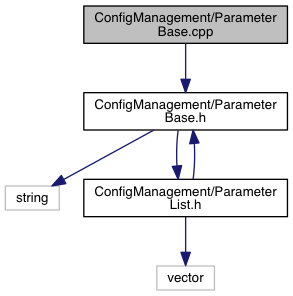 ConfigManagement/Parameter
Base.cpp
ConfigManagement/Parameter
Base.h
string
ConfigManagement/Parameter
List.h
vector